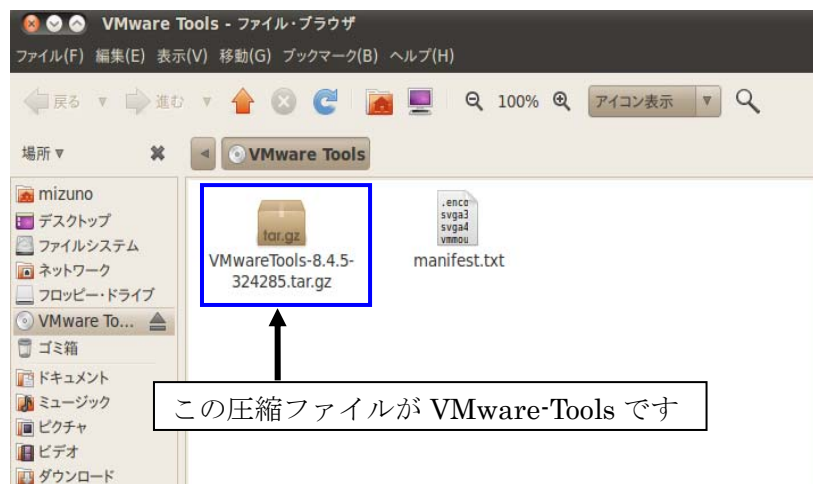 VMware Tools - ファイル・ブラウザ
ファイル(F) 編集(E) 表示(V) 移動(G) ブックマーク(B) ヘルプ(H)
戻る 進む 100% アイコン表示
場所 VMware Tools
mizuno
デスクトップ
ファイルシステム
ネットワーク
フロッピー・ドライブ
VMware To...
ゴミ箱
ドキュメント
ミュージック
ピクチャ
ビデオ
ダウンロード
tar.gz
VMwareTools-8.4.5-
324285.tar.gz
.enco
svga3
svga4
vmmou
manifest.txt
この圧縮ファイルが VMware-Tools です